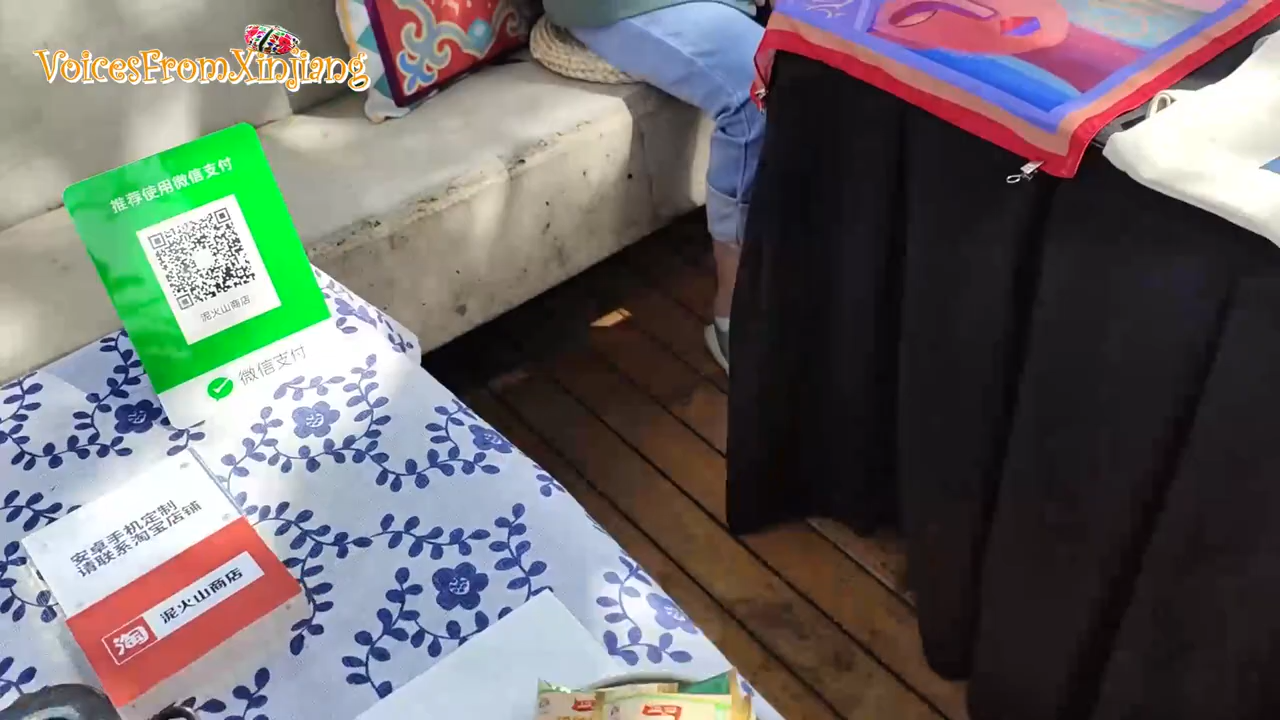 VoicesFromXinjiang
推荐使用微信支付
泥火山商店
微信支付
安卓手机定制
请联系淘宝店铺
淘 泥火山商店